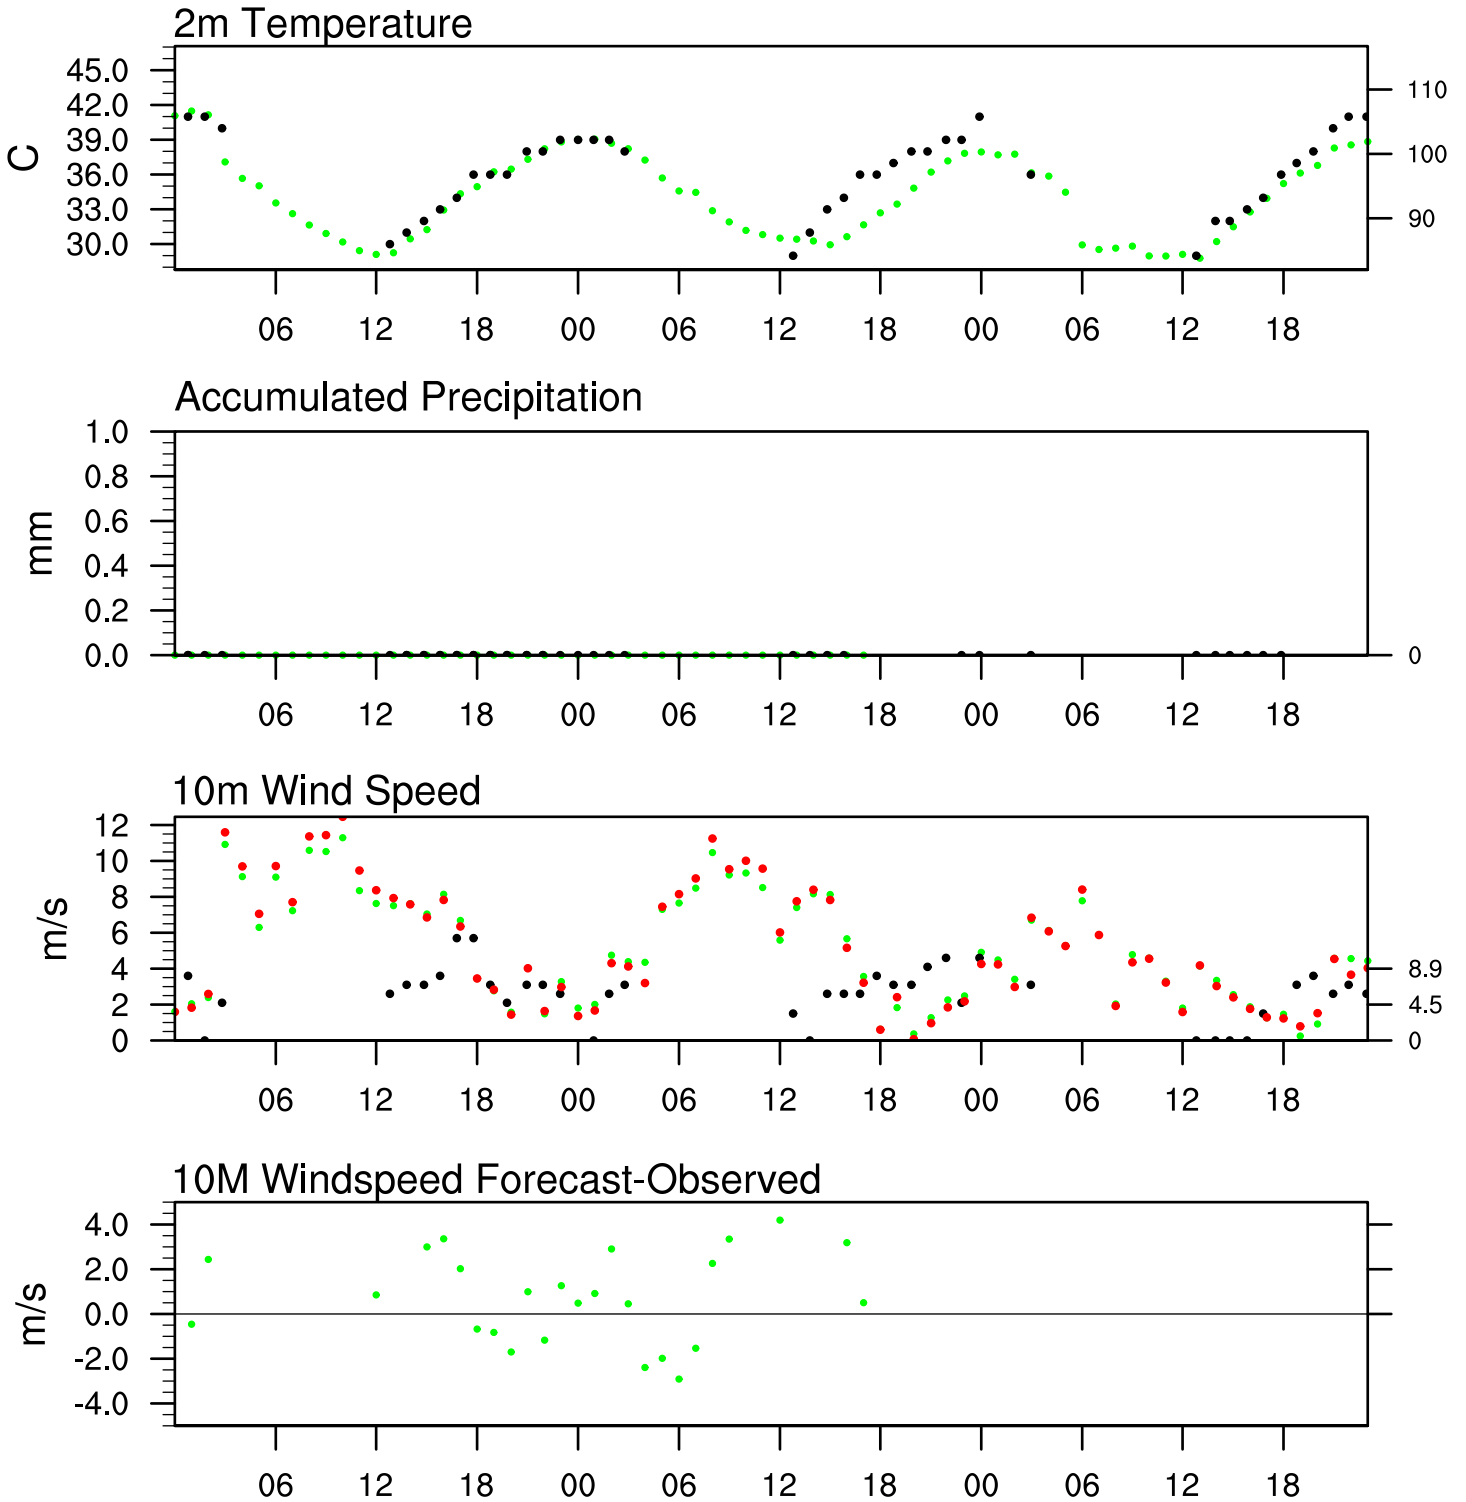 2m Temperature
45.0
42.0
39.0
36.0
33.0
30.0
C
110
100
90
06 12 18 00 06 12 18 00 06 12 18
Accumulated Precipitation
1.0
0.8
0.6
0.4
0.2
0.0
mm
0
06 12 18 00 06 12 18 00 06 12 18
10m Wind Speed
12
10
8
6
4
2
0
m/s
8.9
4.5
0
06 12 18 00 06 12 18 00 06 12 18
10M Windspeed Forecast-Observed
4.0
2.0
0.0
-2.0
-4.0
m/s
06 12 18 00 06 12 18 00 06 12 18